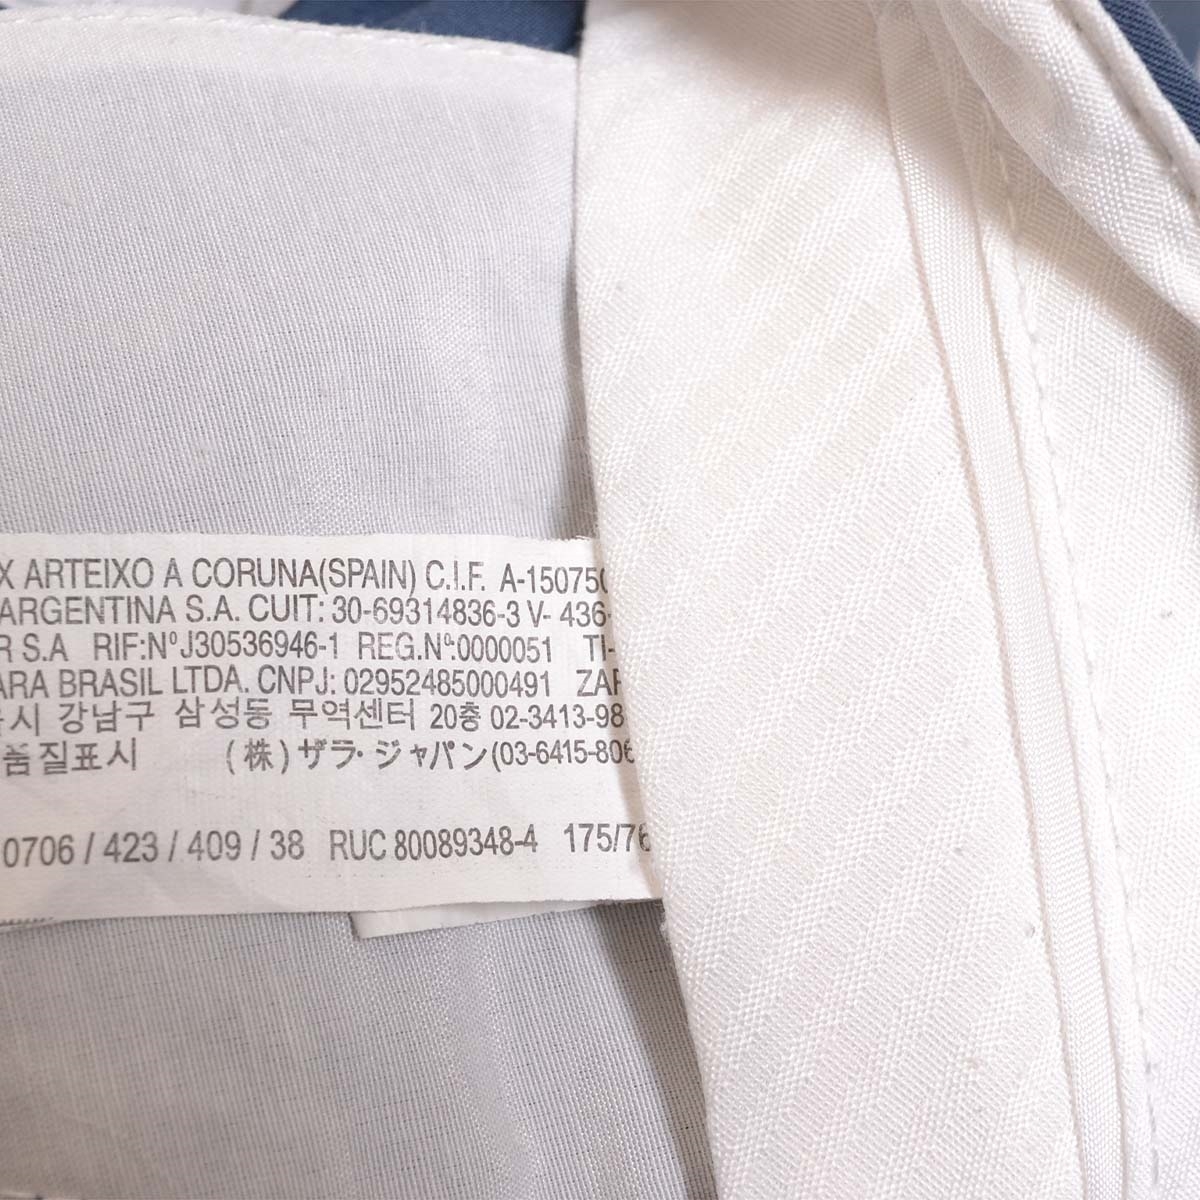 X ARTEIXO A CORUNA(SPAIN) C.I.F. A-15075
ARGENTINA S.A. CUIT: 30-69314836-3 V- 436-
R S.A RIF:NºJ30536946-1 REG.Nº:0000051 TI-
ARA BRASIL LTDA. CNPJ: 02952485000491 ZAR
시 강남구 삼성동 무역센터 20층 02-3413-98
품질표시 (株)ザラ・ジャパン(03-6415-806
0706 / 423 / 409 / 38 RUC 80089348-4 175/76